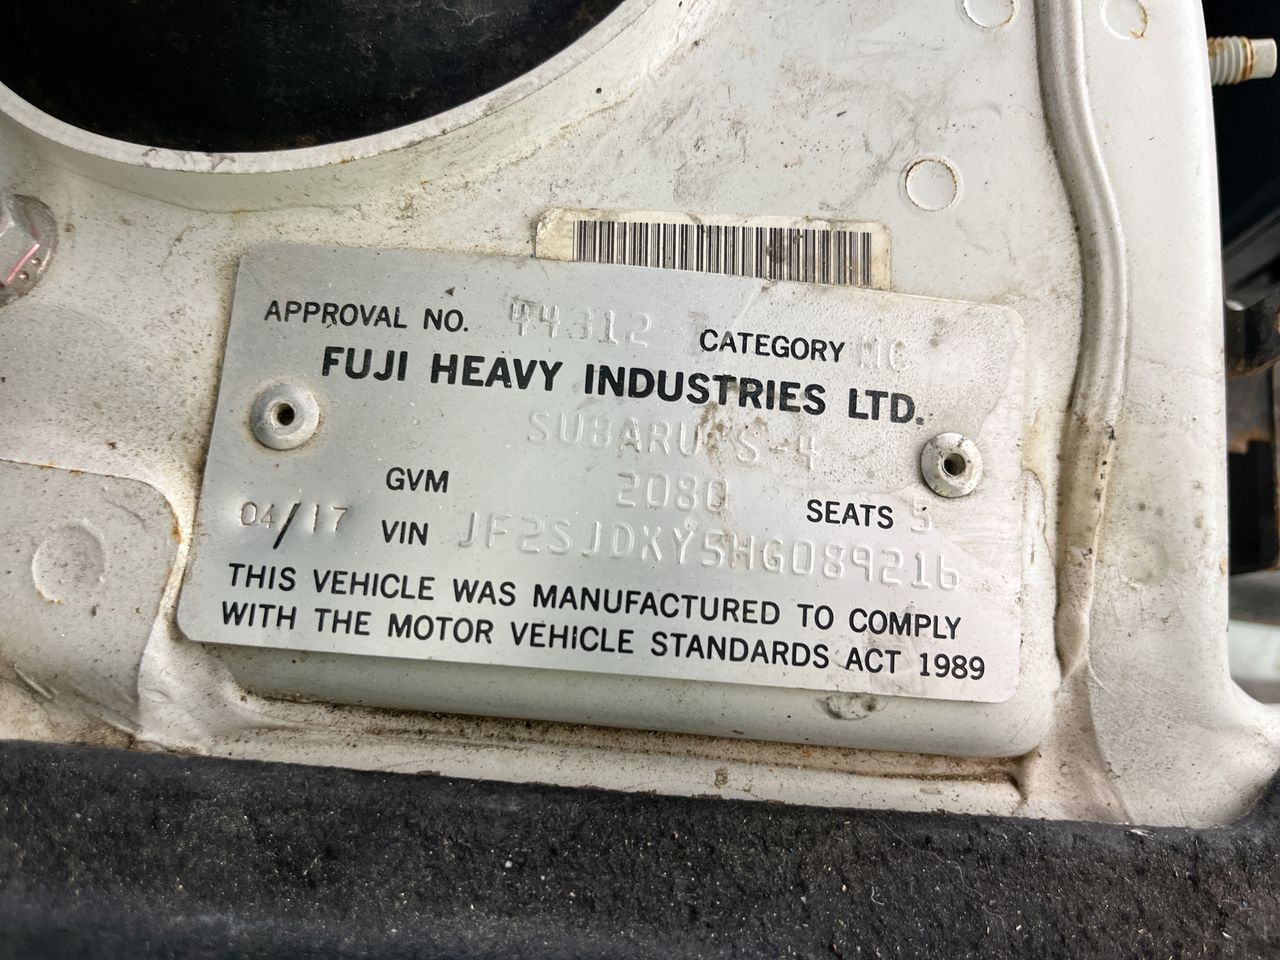 APPROVAL NO. 44312 CATEGORY MC
FUJI HEAVY INDUSTRIES LTD.
SUBARU S-4
GVM 2080 SEATS 5
04/17 VIN JF2SJDKY5HG089216
THIS VEHICLE WAS MANUFACTURED TO COMPLY
WITH THE MOTOR VEHICLE STANDARDS ACT 1989